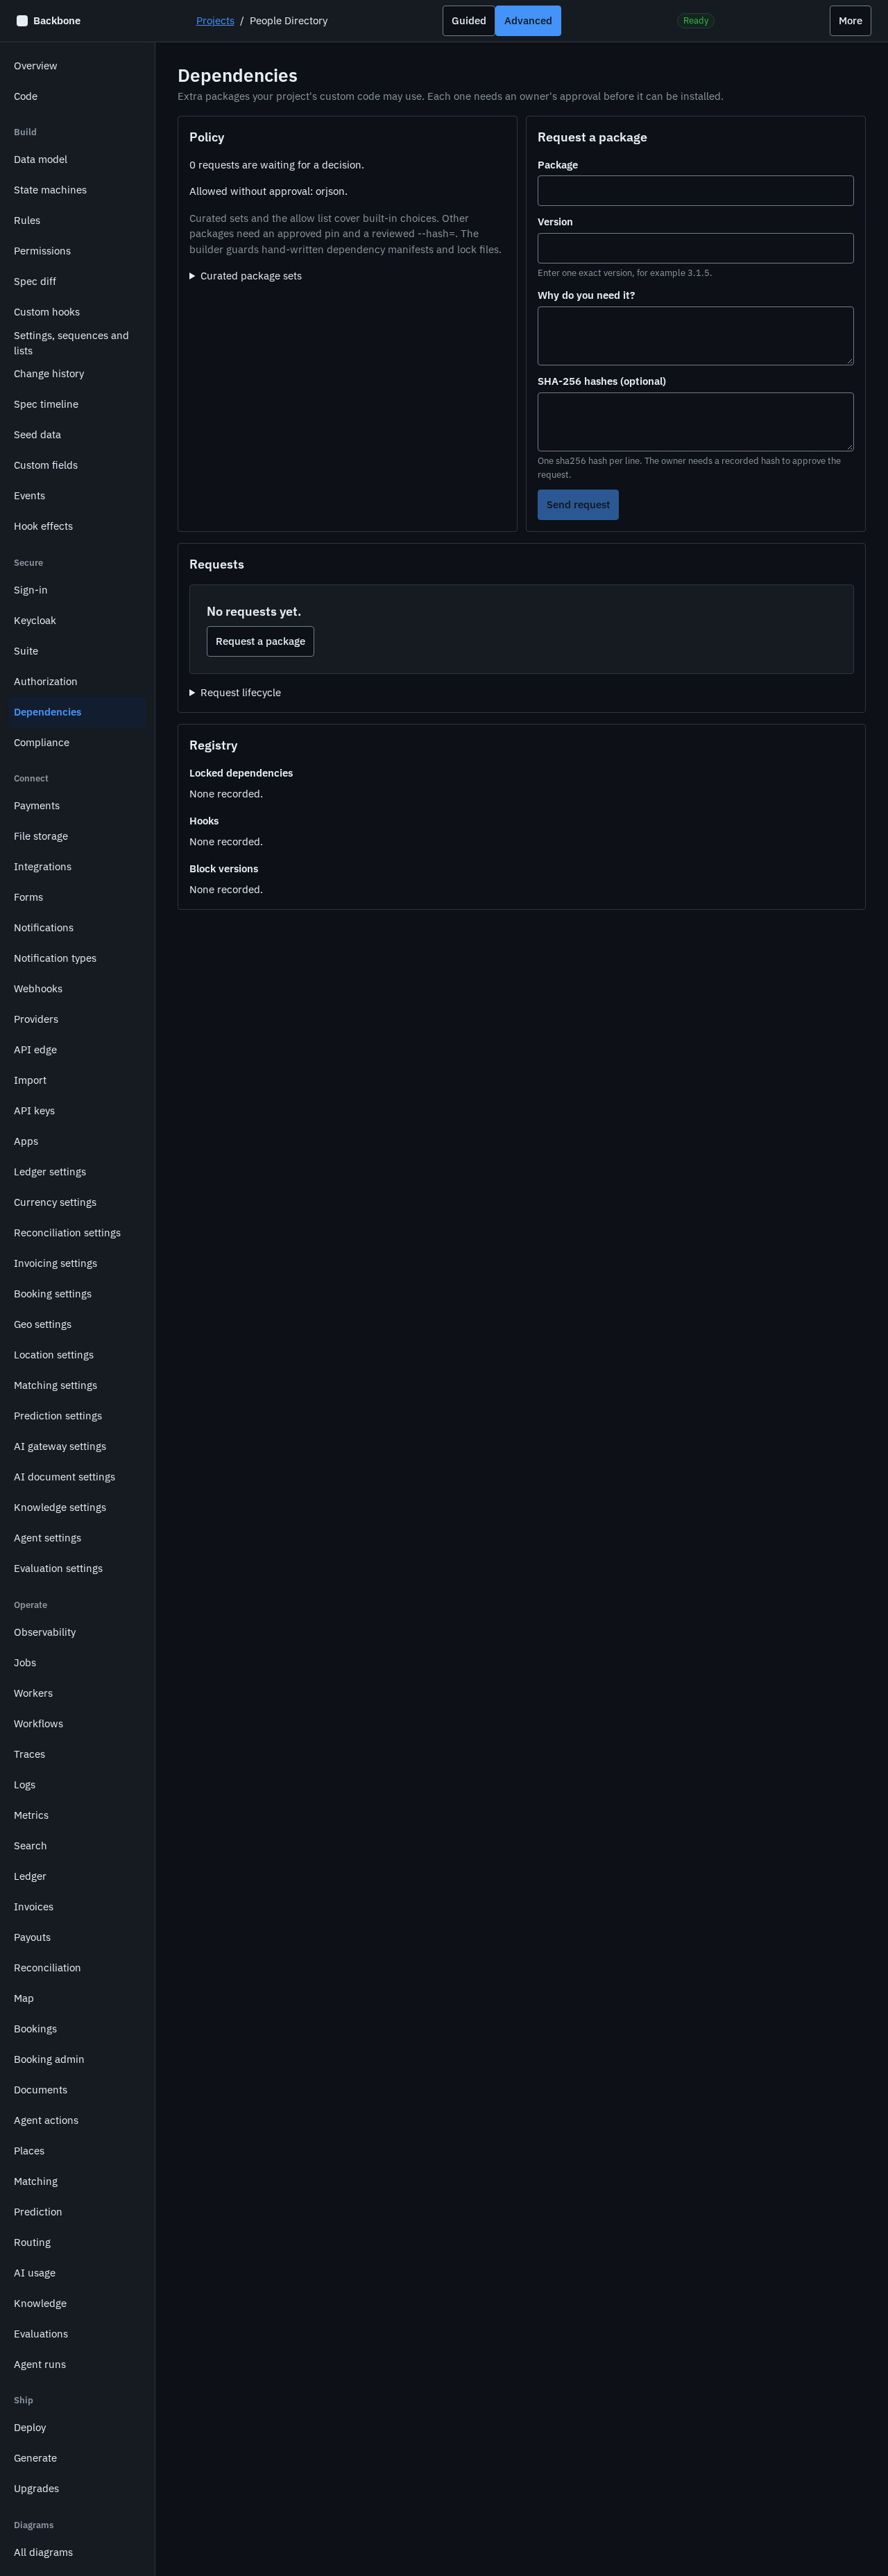 Backbone
Projects / People Directory
Guided
Advanced
Ready
More
Overview
Code
Build
Data model
State machines
Rules
Permissions
Spec diff
Custom hooks
Settings, sequences and
lists
Change history
Spec timeline
Seed data
Custom fields
Events
Hook effects
Secure
Sign-in
Keycloak
Suite
Authorization
Dependencies
Compliance
Connect
Payments
File storage
Integrations
Forms
Notifications
Notification types
Webhooks
Providers
API edge
Import
API keys
Apps
Ledger settings
Currency settings
Reconciliation settings
Invoicing settings
Booking settings
Geo settings
Location settings
Matching settings
Prediction settings
AI gateway settings
AI document settings
Knowledge settings
Agent settings
Evaluation settings
Operate
Observability
Jobs
Workers
Workflows
Traces
Logs
Metrics
Search
Ledger
Invoices
Payouts
Reconciliation
Map
Bookings
Booking admin
Documents
Agent actions
Places
Matching
Prediction
Routing
AI usage
Knowledge
Evaluations
Agent runs
Ship
Deploy
Generate
Upgrades
Diagrams
All diagrams
Dependencies
Extra packages your project's custom code may use. Each one needs an owner's approval before it can be installed.
Policy
0 requests are waiting for a decision.
Allowed without approval: orjson.
Curated sets and the allow list cover built-in choices. Other
packages need an approved pin and a reviewed --hash=. The
builder guards hand-written dependency manifests and lock files.
Curated package sets
Request a package
Package
Version
Enter one exact version, for example 3.1.5.
Why do you need it?
SHA-256 hashes (optional)
One sha256 hash per line. The owner needs a recorded hash to approve the
request.
Send request
Requests
No requests yet.
Request a package
Request lifecycle
Registry
Locked dependencies
None recorded.
Hooks
None recorded.
Block versions
None recorded.